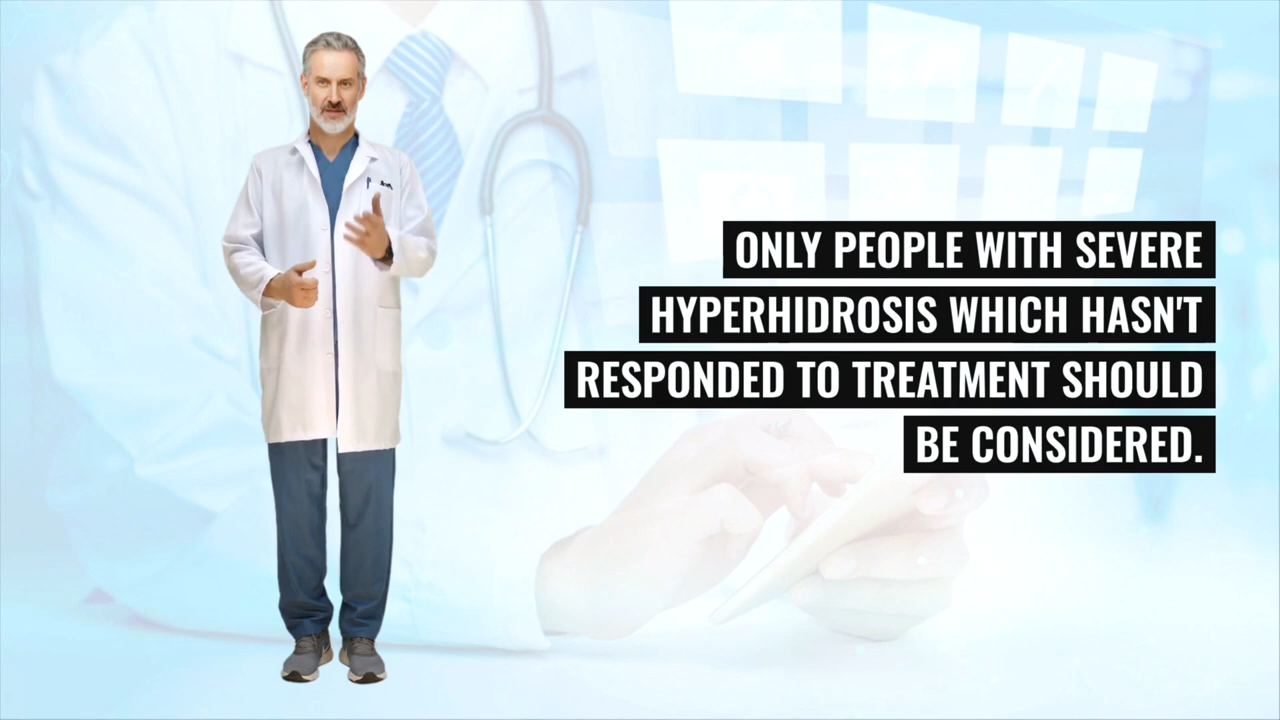 ONLY PEOPLE WITH SEVERE
HYPERHIDROSIS WHICH HASN'T
RESPONDED TO TREATMENT SHOULD
BE CONSIDERED.